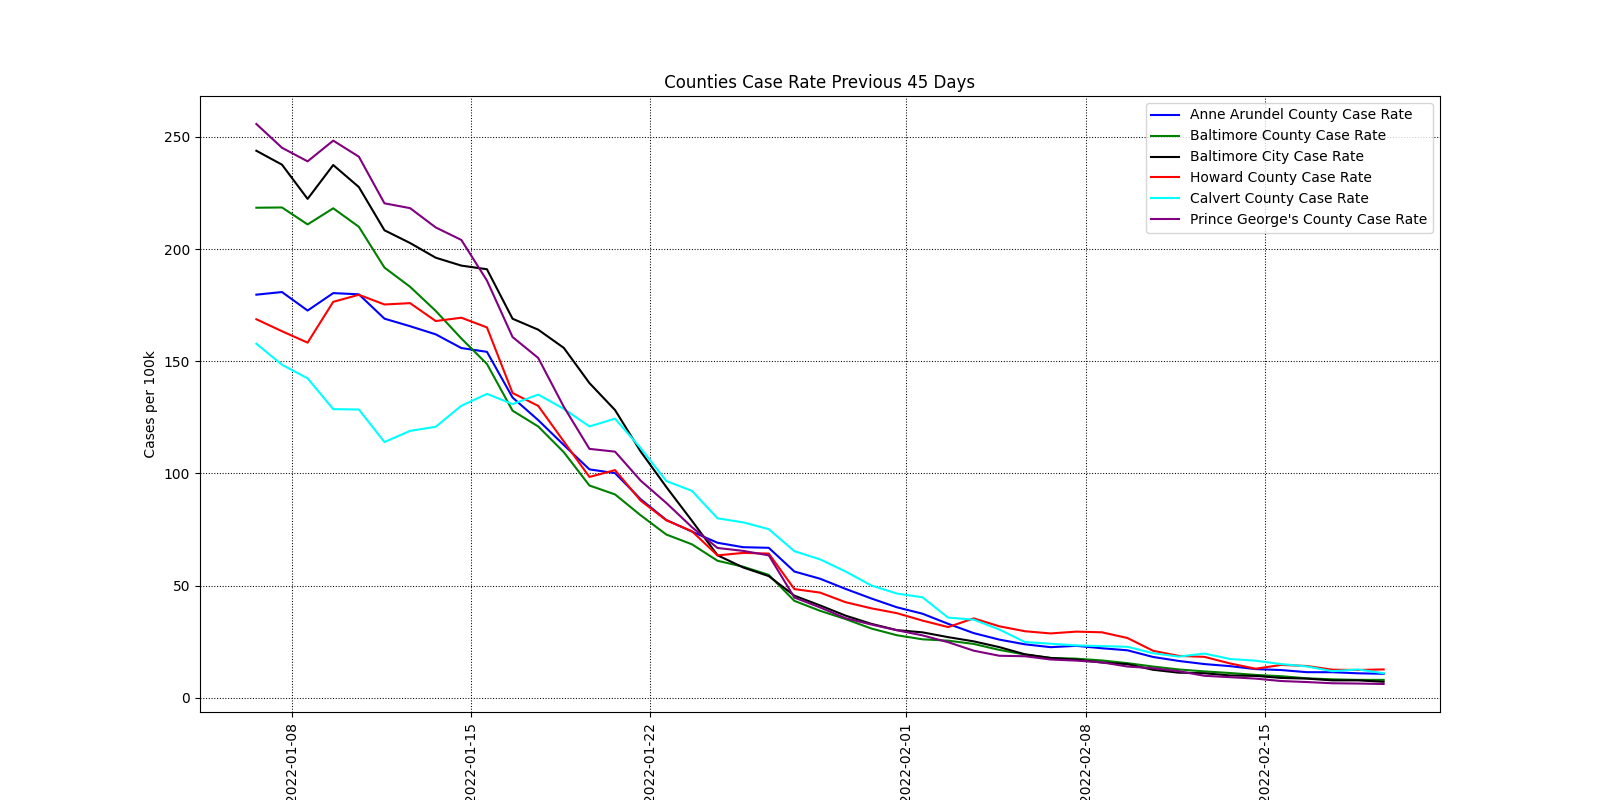 Counties Case Rate Previous 45 Days
Anne Arundel County Case Rate
Baltimore County Case Rate
Baltimore City Case Rate
Howard County Case Rate
Calvert County Case Rate
Prince George's County Case Rate
Cases per 100k
250
200
150
100
50
0
2022-01-08
2022-01-15
2022-01-22
2022-02-01
2022-02-08
2022-02-15